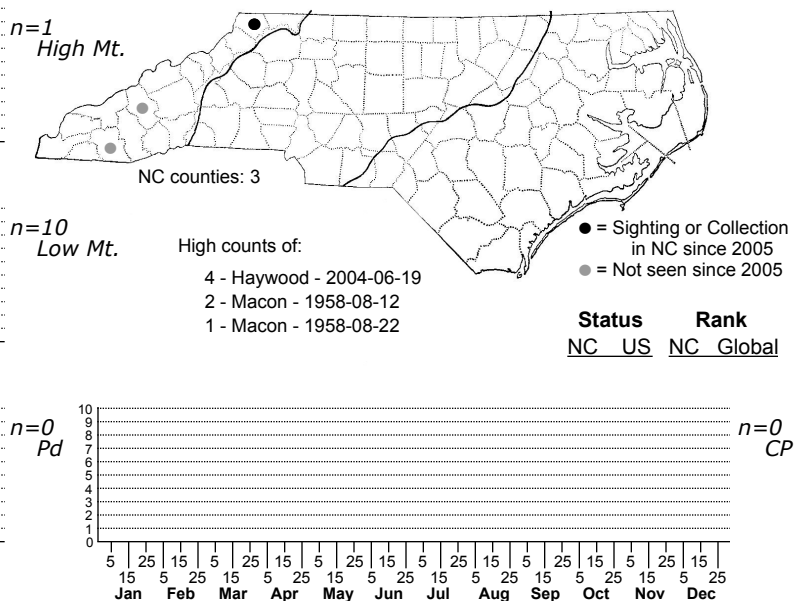 n=1
High Mt.
NC counties: 3
n=10
Low Mt.
High counts of:
4 - Haywood - 2004-06-19
2 - Macon - 1958-08-12
1 - Macon - 1958-08-22
● = Sighting or Collection
in NC since 2005
● = Not seen since 2005
Status Rank
NC US NC Global
n=0
Pd
10
9
8
7
6
5
4
3
2
1
0
n=0
CP
5 25 15 5 25 15 5 25 15 5 25 15 5 25 15 5 25 15
15 5 25 15 5 25 15 5 25 15 5 25 15 5 25 15 5 25
Jan Feb Mar Apr May Jun Jul Aug Sep Oct Nov Dec